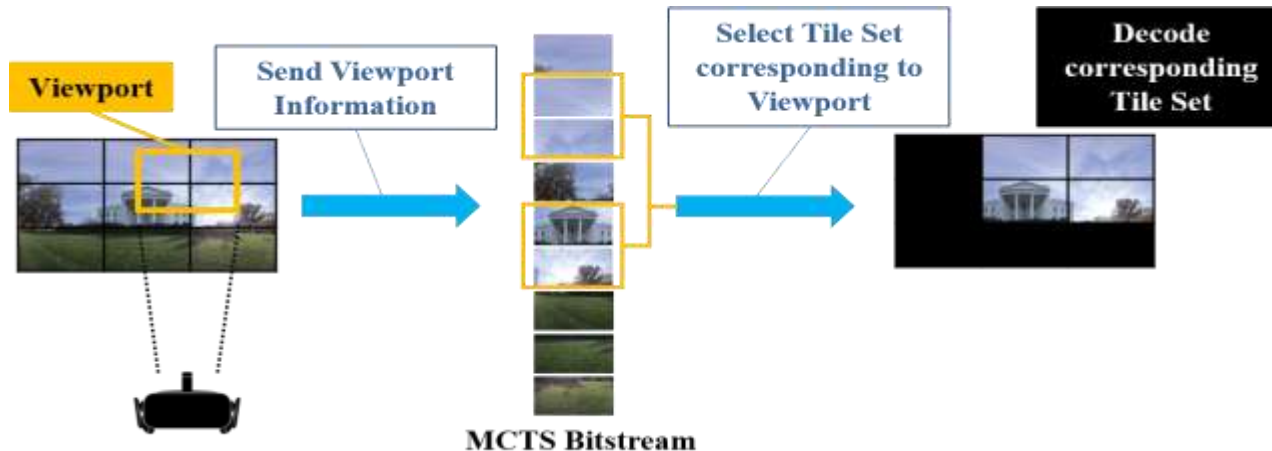 Viewport
Send Viewport
Information
Select Tile Set
corresponding to
Viewport
Decode
corresponding
Tile Set
MCTS Bitstream